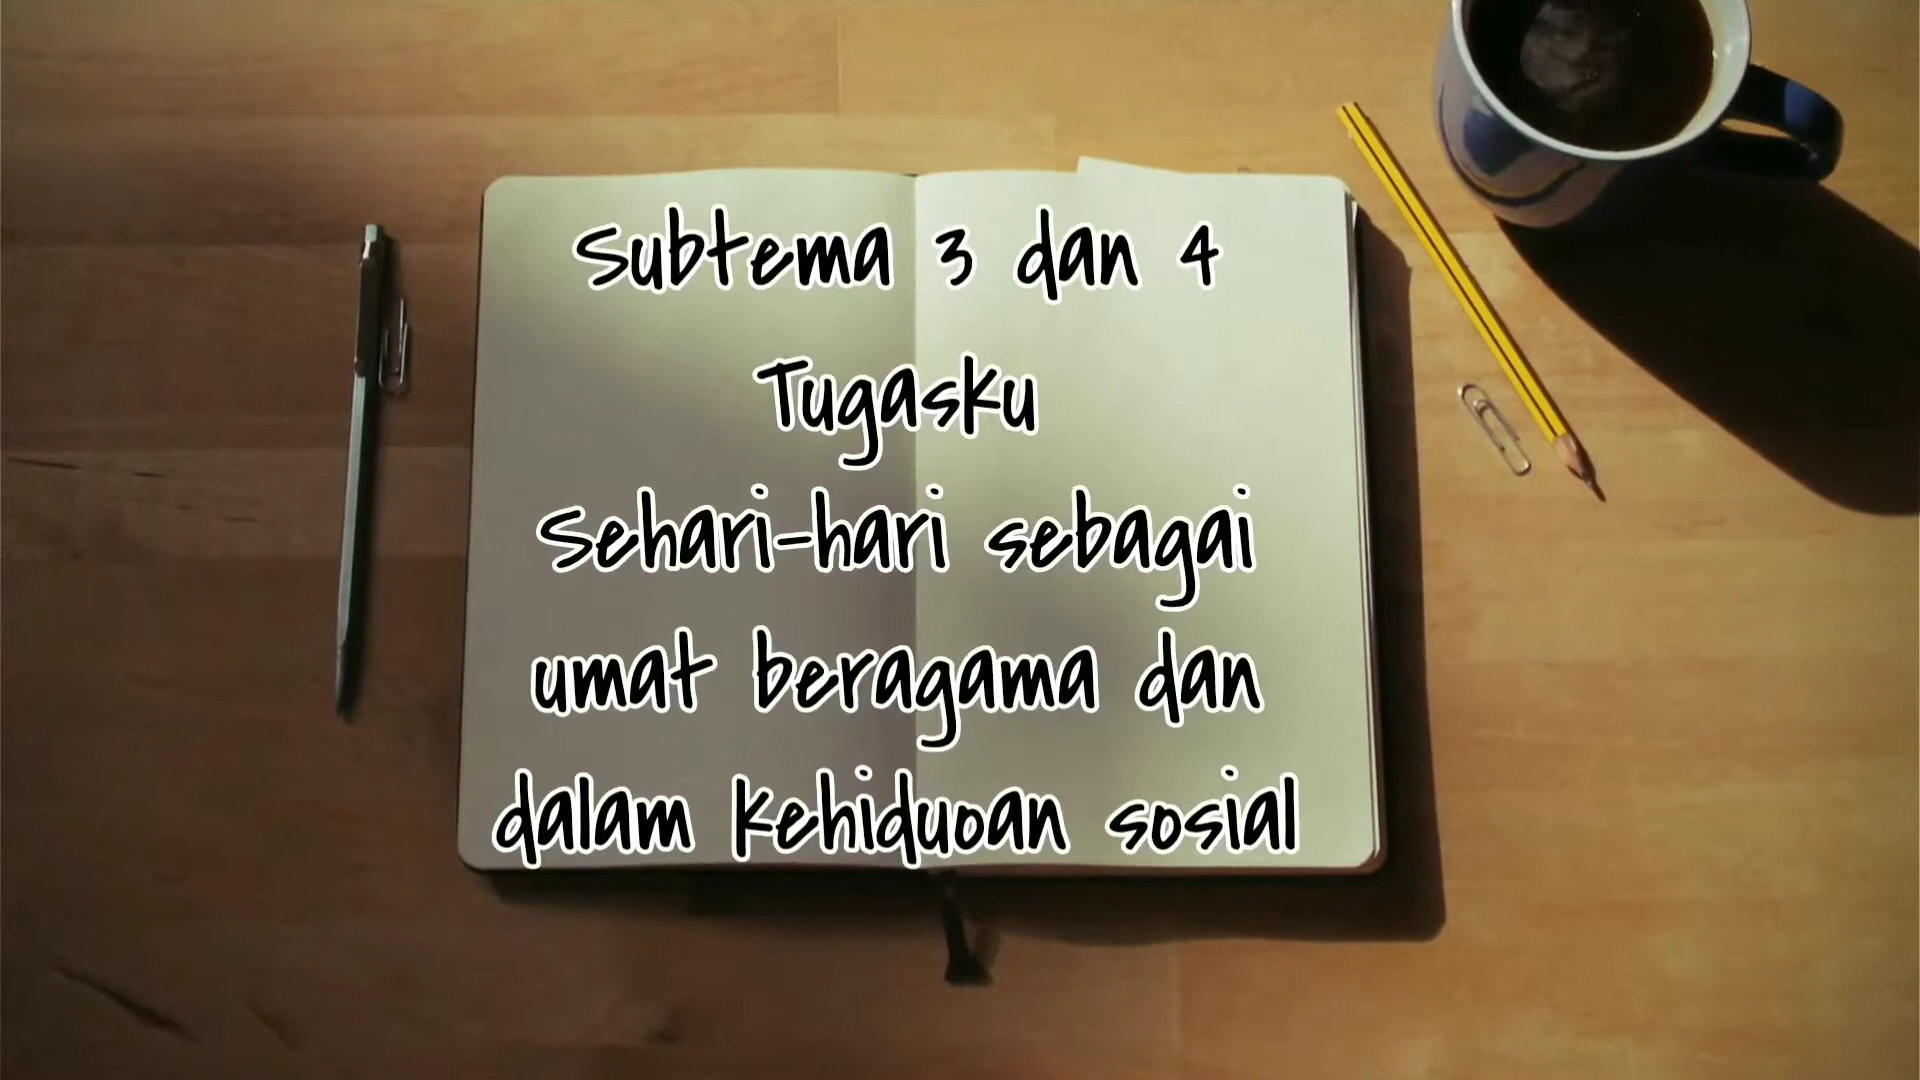 Subtema 3 dan 4
Tugasku
Sehari-hari sebagai
umat beragama dan
dalam kehiduoan sosial